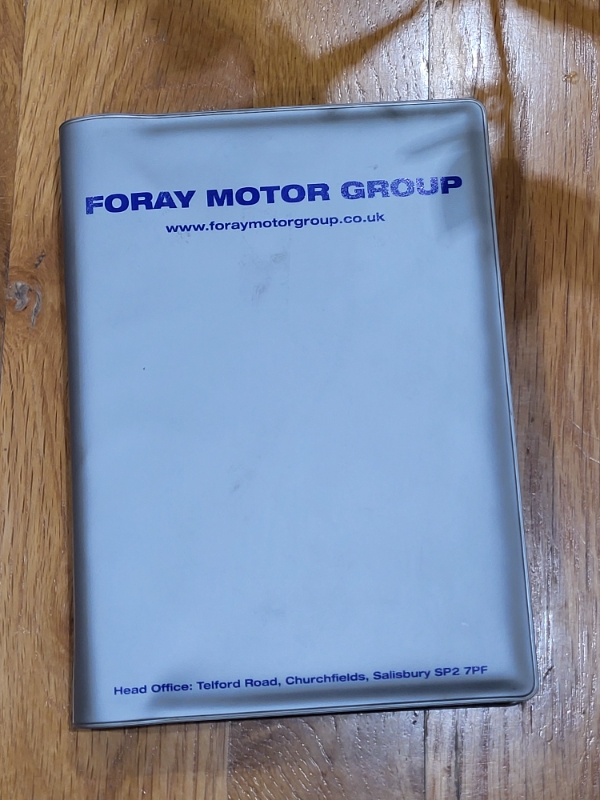 FORAY MOTOR GROUP
www.foraymotorgroup.co.uk
Head Office: Telford Road, Churchfields, Salisbury SP2 7PF